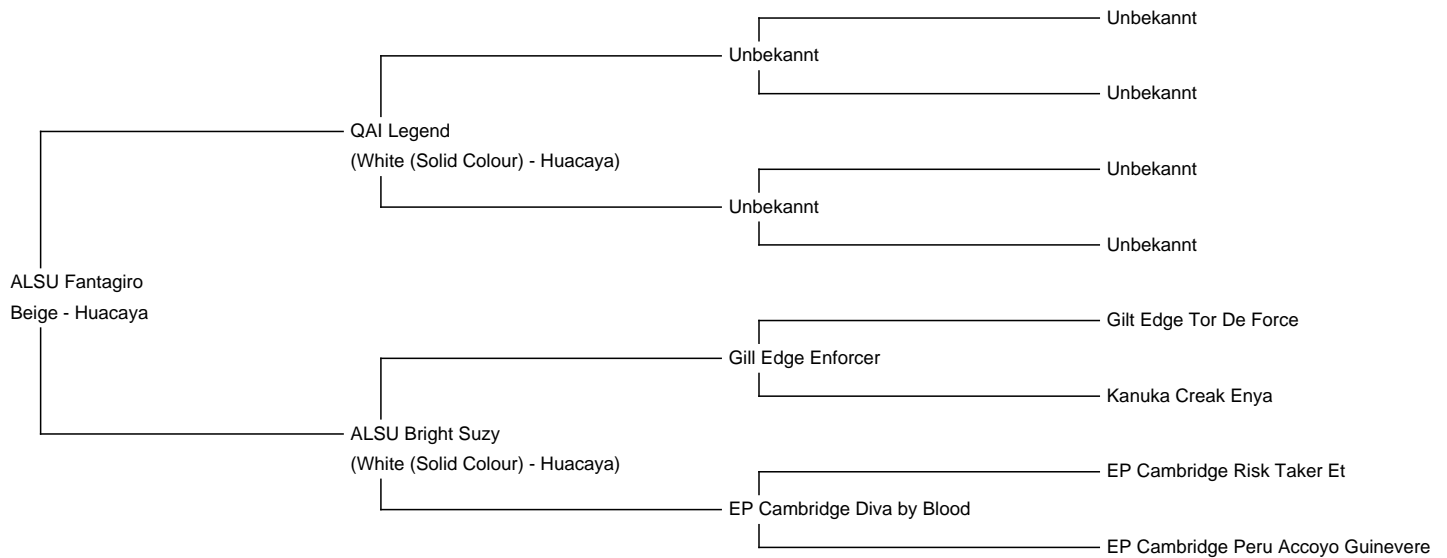 Unbekannt
Unbekannt
Unbekannt
QAI Legend
(White (Solid Colour) - Huacaya)
Unbekannt
Unbekannt
Unbekannt
ALSU Fantagiro
Beige - Huacaya
Gilt Edge Tor De Force
Gill Edge Enforcer
Kanuka Creak Enya
ALSU Bright Suzy
(White (Solid Colour) - Huacaya)
EP Cambridge Risk Taker Et
EP Cambridge Diva by Blood
EP Cambridge Peru Accoyo Guinevere